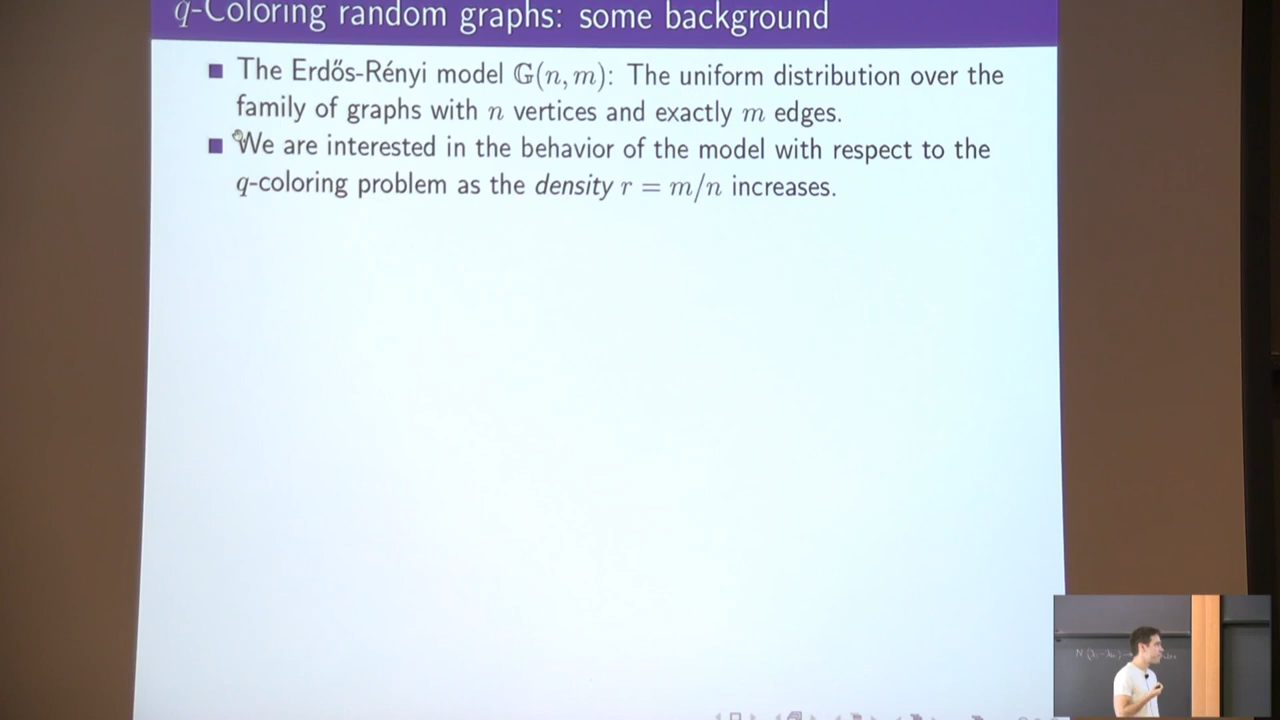 q-Coloring random graphs: some background
■ The Erdős-Rényi model 𝔾(n, m): The uniform distribution over the
family of graphs with n vertices and exactly m edges.
■ We are interested in the behavior of the model with respect to the
q-coloring problem as the density r = m/n increases.